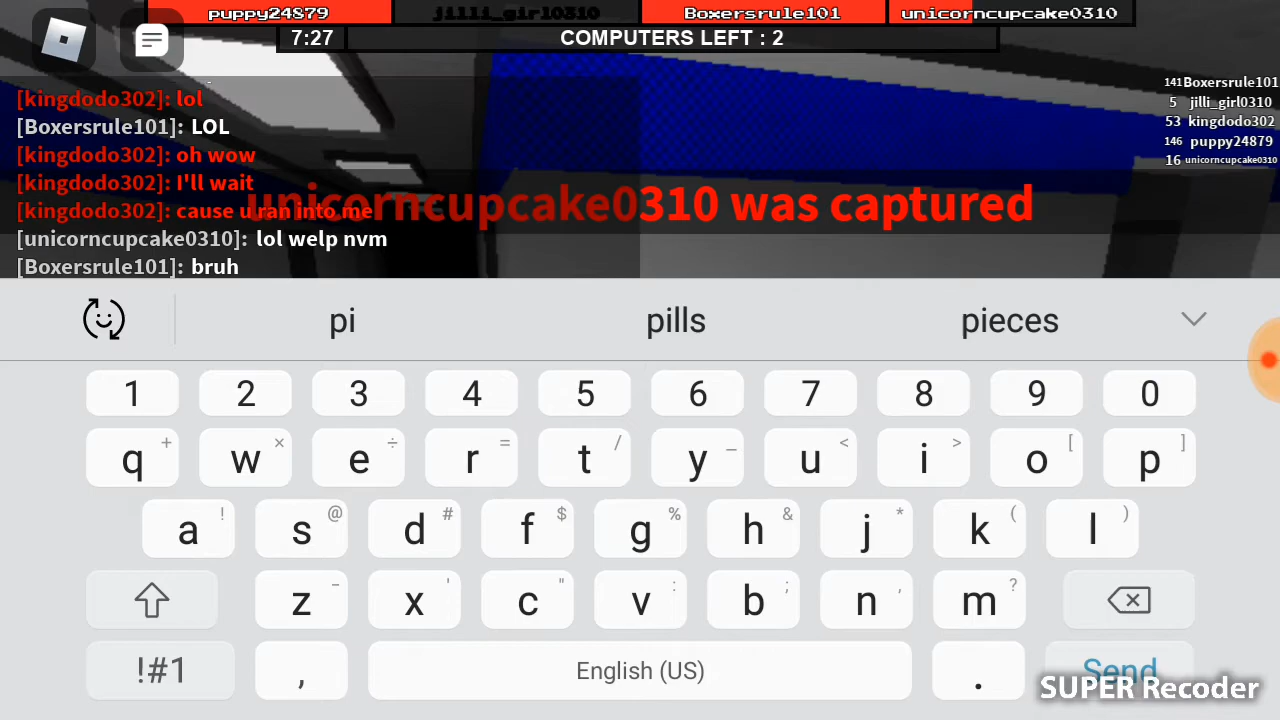 puppy24879 jilli_girl0310 Boxersrule101 unicorncupcake0310
7:27 COMPUTERS LEFT : 2
141 Boxersrule101
5 jilli_girl0310
53 kingdodo302
146 puppy24879
16 unicorncupcake0310
[kingdodo302]: lol
[Boxersrule101]: LOL
[kingdodo302]: oh wow
[kingdodo302]: I'll wait
[kingdodo302]: cause u ran into me
[unicorncupcake0310]: lol welp nvm
[Boxersrule101]: bruh
unicorncupcake0310 was captured
pi pills pieces
1 2 3 4 5 6 7 8 9 0
q + w × e ÷ r = t / y _ u < i > o [ p ]
a ! s @ d # f $ g % h & j * k ( l )
z - x ' c " v : b ; n , m ?
!#1 , English (US) . Send
SUPER Recoder